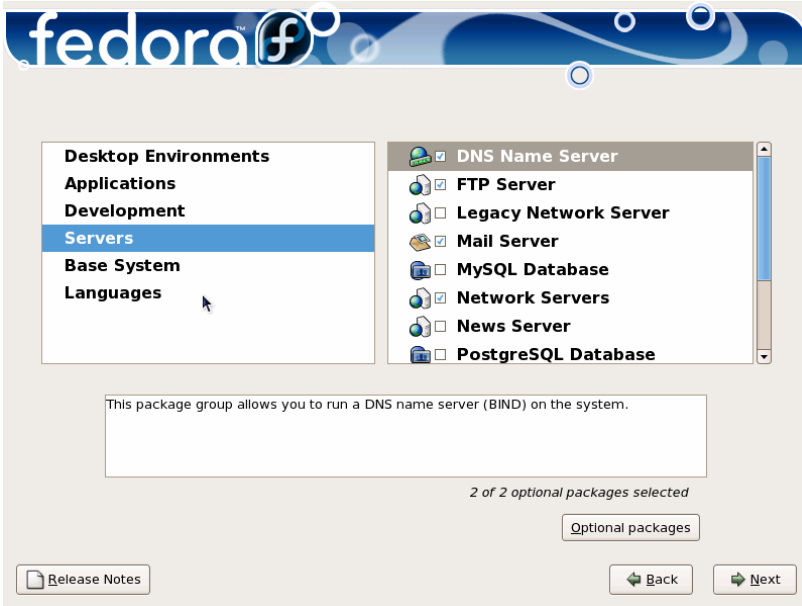 fedora™
Desktop Environments
Applications
Development
Servers
Base System
Languages
DNS Name Server
FTP Server
Legacy Network Server
Mail Server
MySQL Database
Network Servers
News Server
PostgreSQL Database
This package group allows you to run a DNS name server (BIND) on the system.
2 of 2 optional packages selected
Optional packages
Release Notes
Back
Next